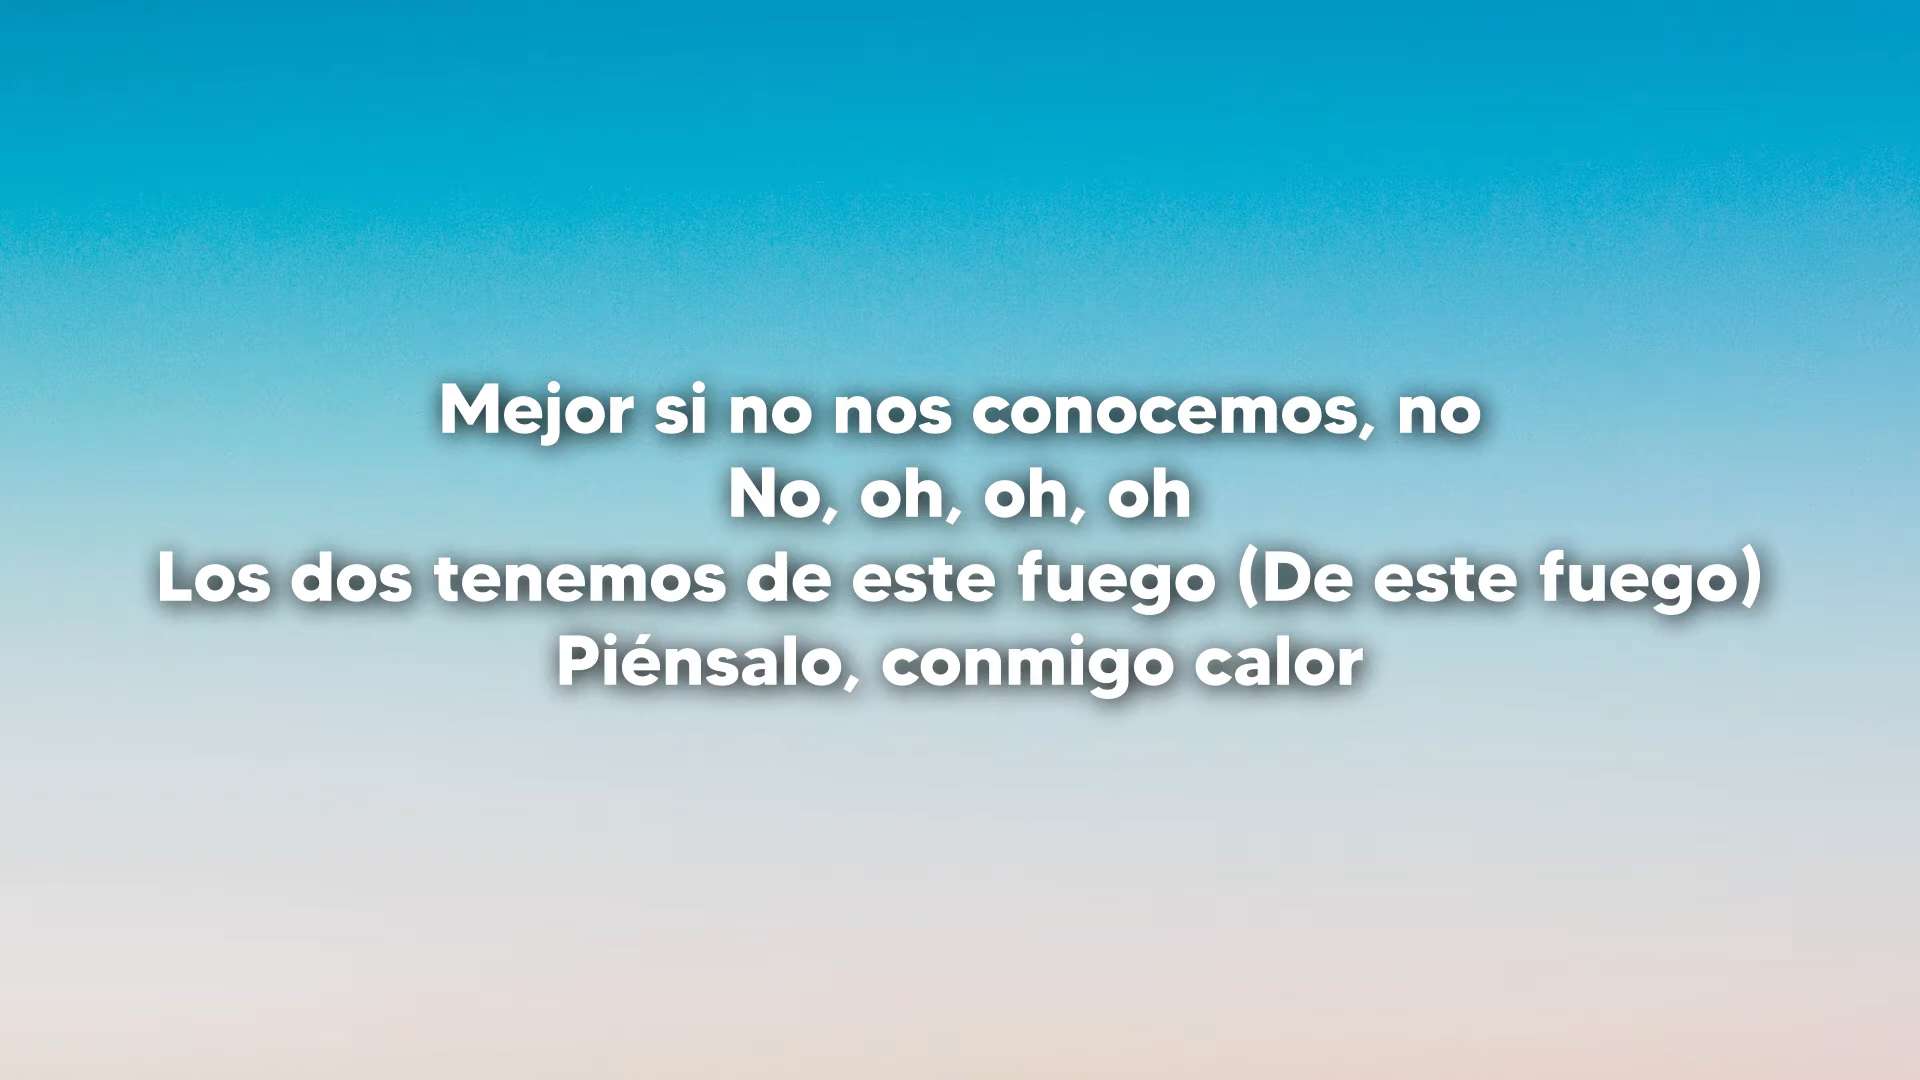 Mejor si no nos conocemos, no
No, oh, oh, oh
Los dos tenemos de este fuego (De este fuego)
Piénsalo, conmigo calor